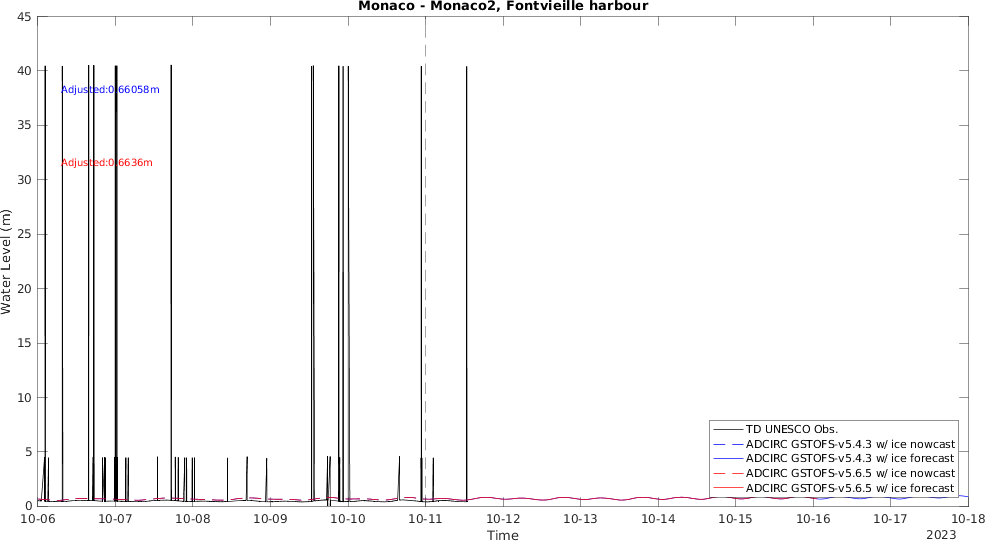 Monaco - Monaco2, Fontvieille harbour
45
40
35
30
25
20
15
10
5
0
Water Level (m)
Adjusted:0.66058m
Adjusted:0.6636m
TD UNESCO Obs.
ADCIRC GSTOFS-v5.4.3 w/ ice nowcast
ADCIRC GSTOFS-v5.4.3 w/ ice forecast
ADCIRC GSTOFS-v5.6.5 w/ ice nowcast
ADCIRC GSTOFS-v5.6.5 w/ ice forecast
10-06 10-07 10-08 10-09 10-10 10-11 10-12 10-13 10-14 10-15 10-16 10-17 10-18
Time
2023